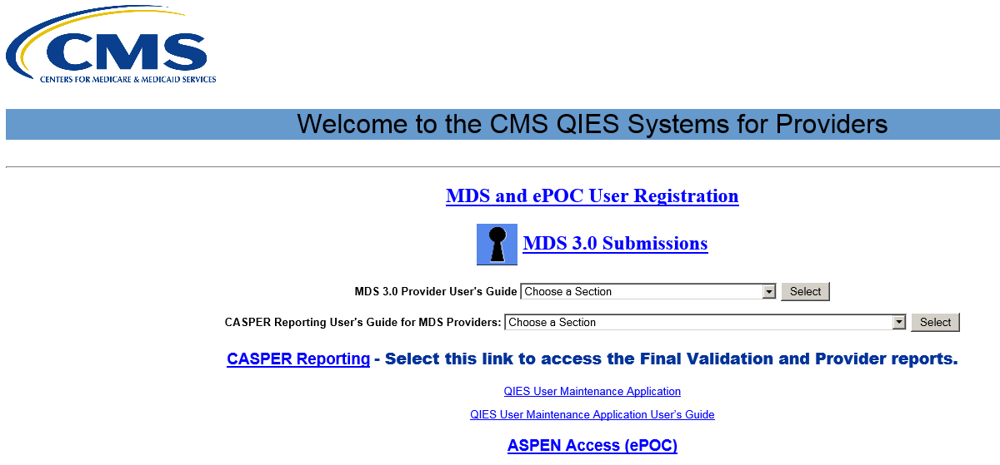 CMS
CENTERS FOR MEDICARE & MEDICAID SERVICES
Welcome to the CMS QIES Systems for Providers
MDS and ePOC User Registration
MDS 3.0 Submissions
MDS 3.0 Provider User's Guide Choose a Section Select
CASPER Reporting User's Guide for MDS Providers: Choose a Section Select
CASPER Reporting - Select this link to access the Final Validation and Provider reports.
QIES User Maintenance Application
QIES User Maintenance Application User's Guide
ASPEN Access (ePOC)